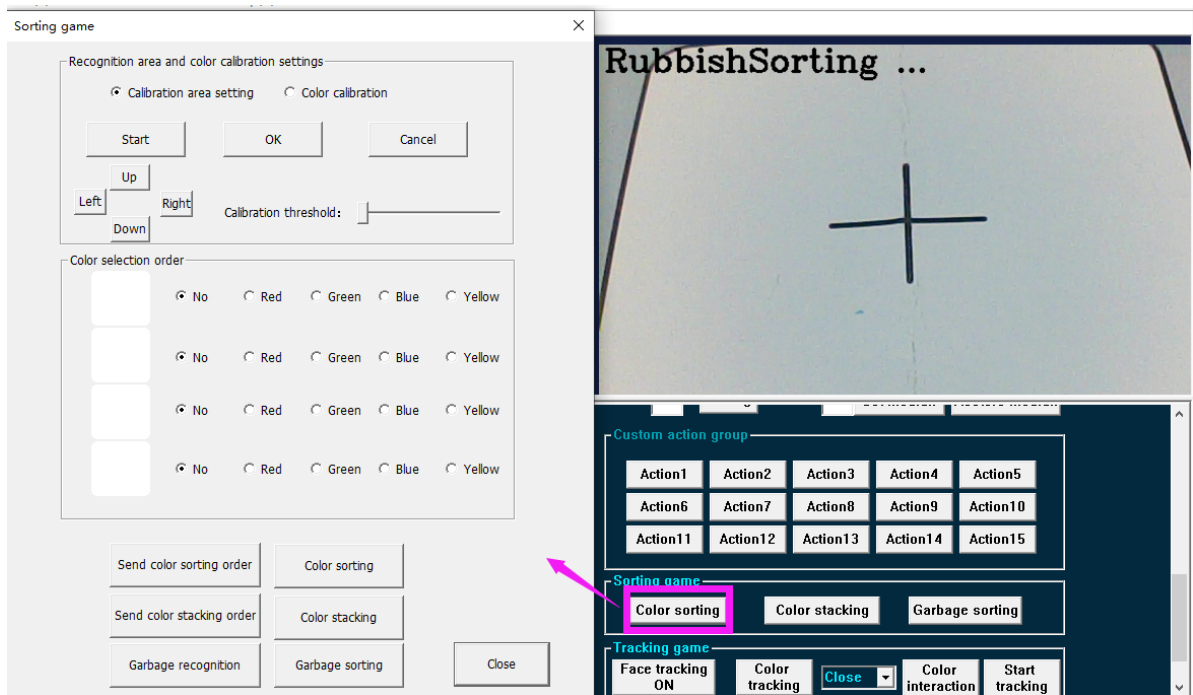 Sorting game
Recognition area and color calibration settings
Calibration area setting Color calibration
Start OK Cancel
Up
Left Right
Calibration threshold:
Down
Color selection order
No Red Green Blue Yellow
No Red Green Blue Yellow
No Red Green Blue Yellow
No Red Green Blue Yellow
Send color sorting order Color sorting
Send color stacking order Color stacking
Garbage recognition Garbage sorting Close
RubbishSorting ...
Custom action group
Action1 Action2 Action3 Action4 Action5
Action6 Action7 Action8 Action9 Action10
Action11 Action12 Action13 Action14 Action15
Sorting game
Color sorting Color stacking Garbage sorting
Tracking game
Face tracking ON Color tracking Close Color interaction Start tracking